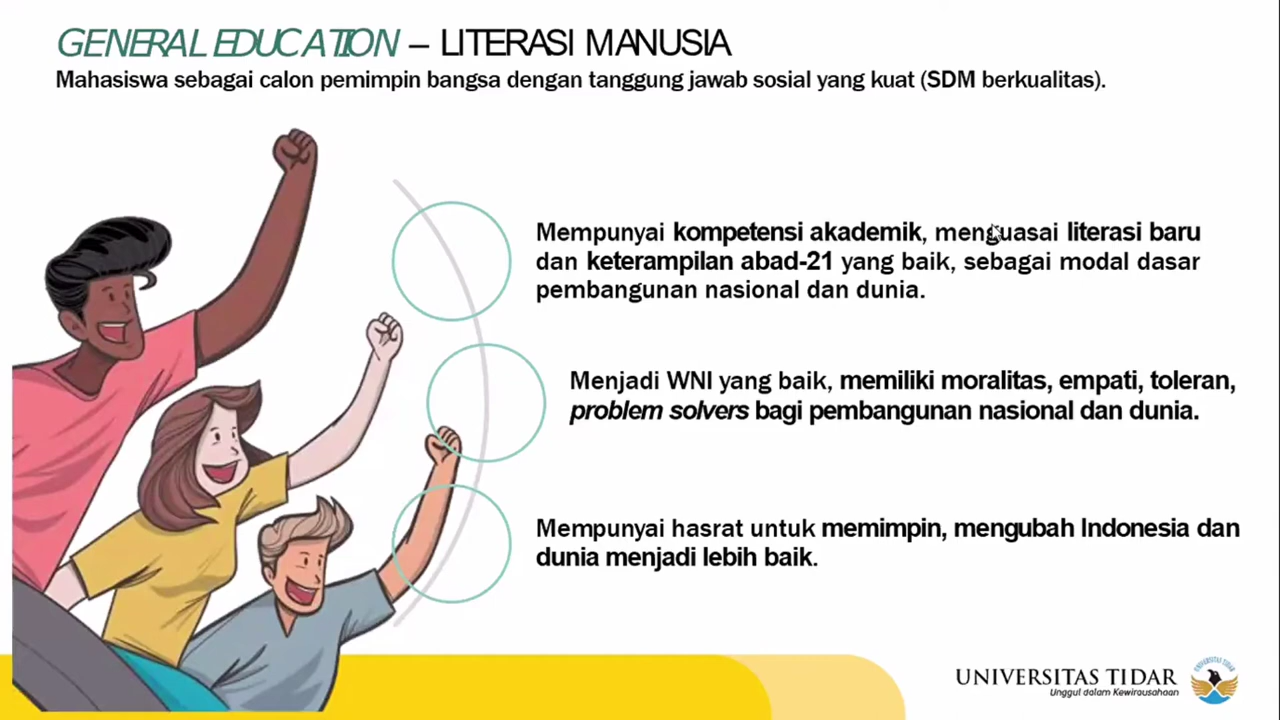 GENERAL EDUCATION – LITERASI MANUSIA
Mahasiswa sebagai calon pemimpin bangsa dengan tanggung jawab sosial yang kuat (SDM berkualitas).
Mempunyai kompetensi akademik, menguasai literasi baru
dan keterampilan abad-21 yang baik, sebagai modal dasar
pembangunan nasional dan dunia.
Menjadi WNI yang baik, memiliki moralitas, empati, toleran,
problem solvers bagi pembangunan nasional dan dunia.
Mempunyai hasrat untuk memimpin, mengubah Indonesia dan
dunia menjadi lebih baik.
UNIVERSITAS TIDAR
Unggul dalam Kewirausahaan
UNIVERSITAS TIDAR